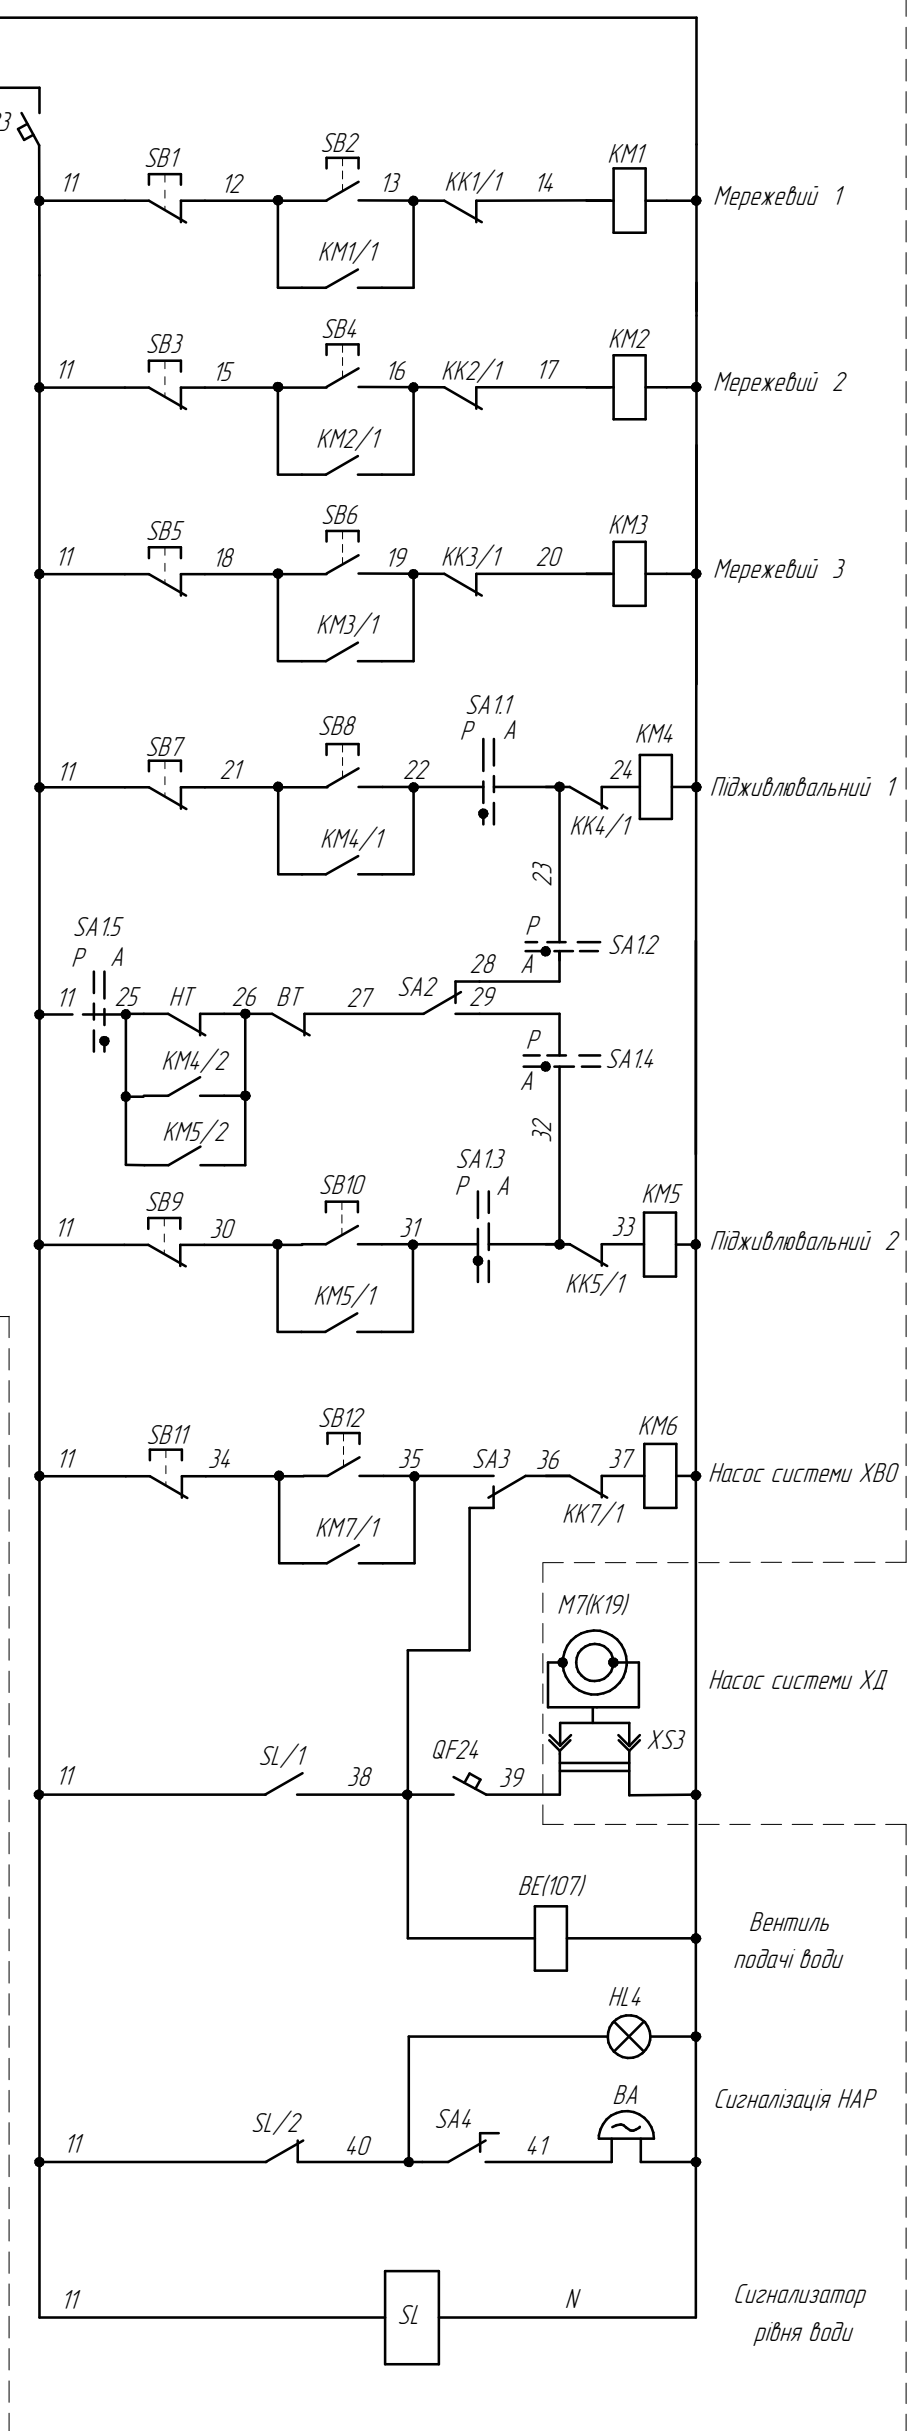 SB1
SB2
KM1
11
12
13
KK1/1
14
Мережевий 1
KM1/1
SB3
SB4
KM2
11
15
16
KK2/1
17
Мережевий 2
KM2/1
SB5
SB6
KM3
11
18
19
KK3/1
20
Мережевий 3
KM3/1
SA1.1
P A
SB7
SB8
KM4
11
21
22
24
Підживлювальний 1
KM4/1
KK4/1
23
SA1.5
P A
P
A
SA1.2
28
11
25
HT
26
BT
27
SA2
29
KM4/2
P
A
SA1.4
KM5/2
32
SA1.3
P A
SB9
SB10
KM5
11
30
31
33
Підживлювальний 2
KM5/1
KK5/1
SB11
SB12
KM6
11
34
35
SA3
36
37
Насос системи ХВО
KM7/1
KK7/1
M7(K19)
Насос системи ХД
XS3
11
SL/1
38
QF24
39
BE(107)
Вентиль
подачі води
HL4
Сигналізація НАР
BA
11
SL/2
40
SA4
41
11
SL
N
Сигнализатор
рівня води